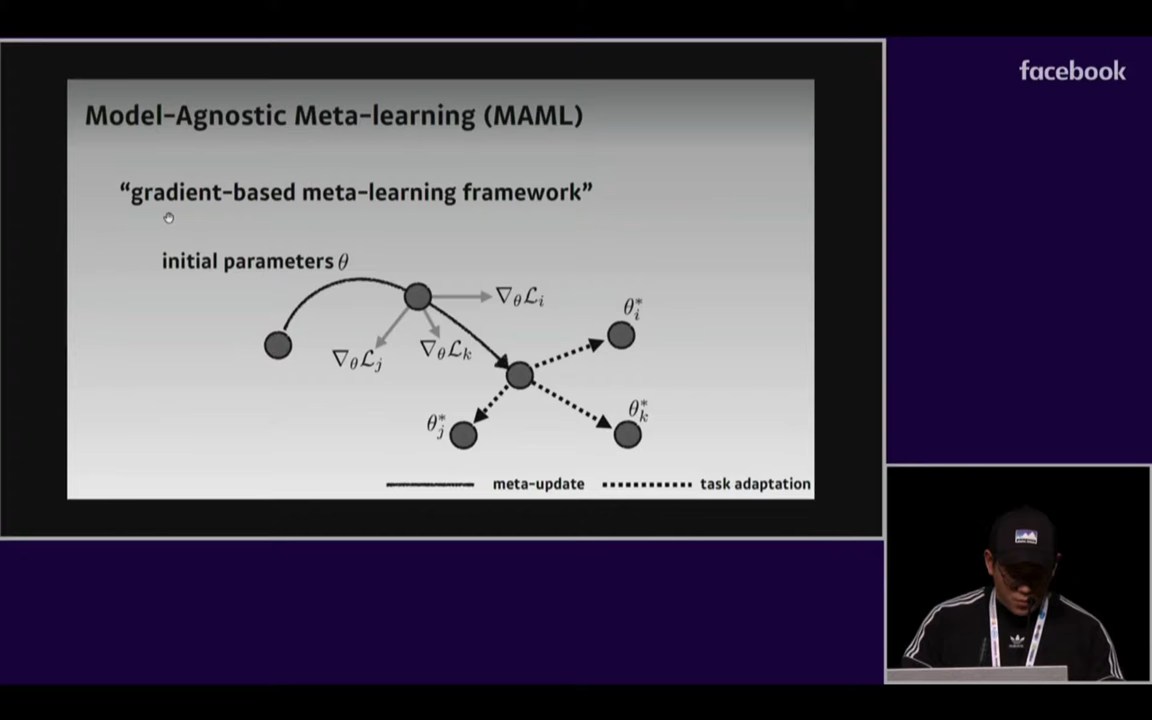 facebook
Model-Agnostic Meta-learning (MAML)
“gradient-based meta-learning framework”
initial parameters θ
∇θℒi
θ*i
∇θℒj
∇θℒk
θ*j
θ*k
meta-update
task adaptation